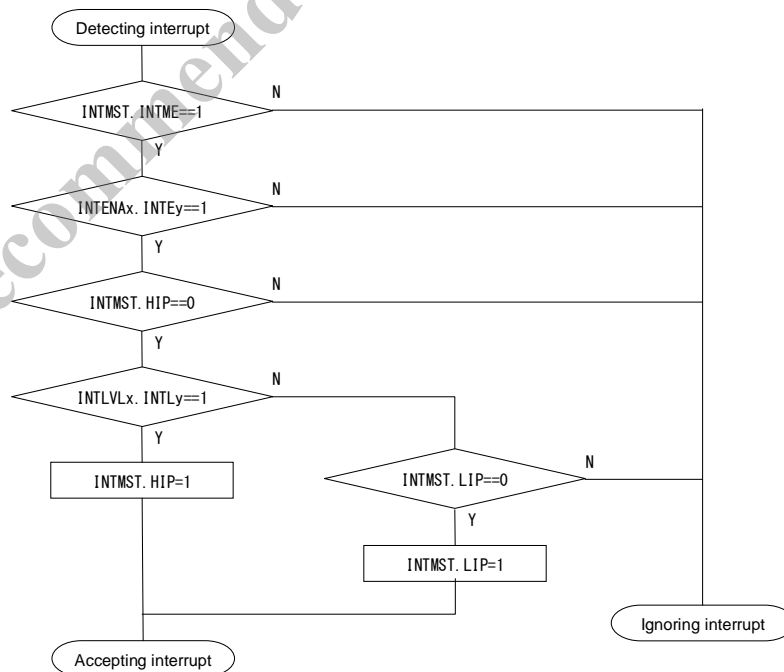 Detecting interrupt
N
INTMST.INTME==1
Y
N
INTENAx.INTEy==1
Y
N
INTMST.HIP==0
Y
N
INTLVLx.INTLy==1
Y
INTMST.HIP=1
N
INTMST.LIP==0
Y
INTMST.LIP=1
Ignoring interrupt
Accepting interrupt
ecommend